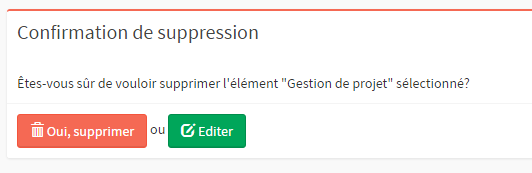 Confirmation de suppression
Êtes-vous sûr de vouloir supprimer l'élément "Gestion de projet" sélectionné?
Oui, supprimer ou Editer